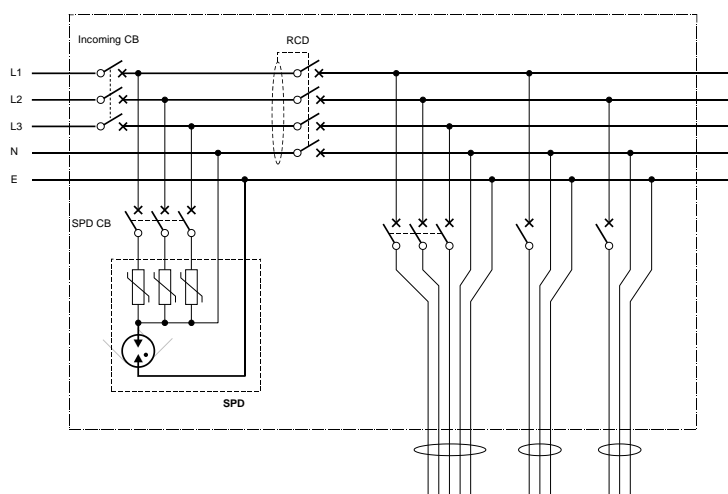 Incoming CB
RCD
L1
L2
L3
N
E
SPD CB
SPD